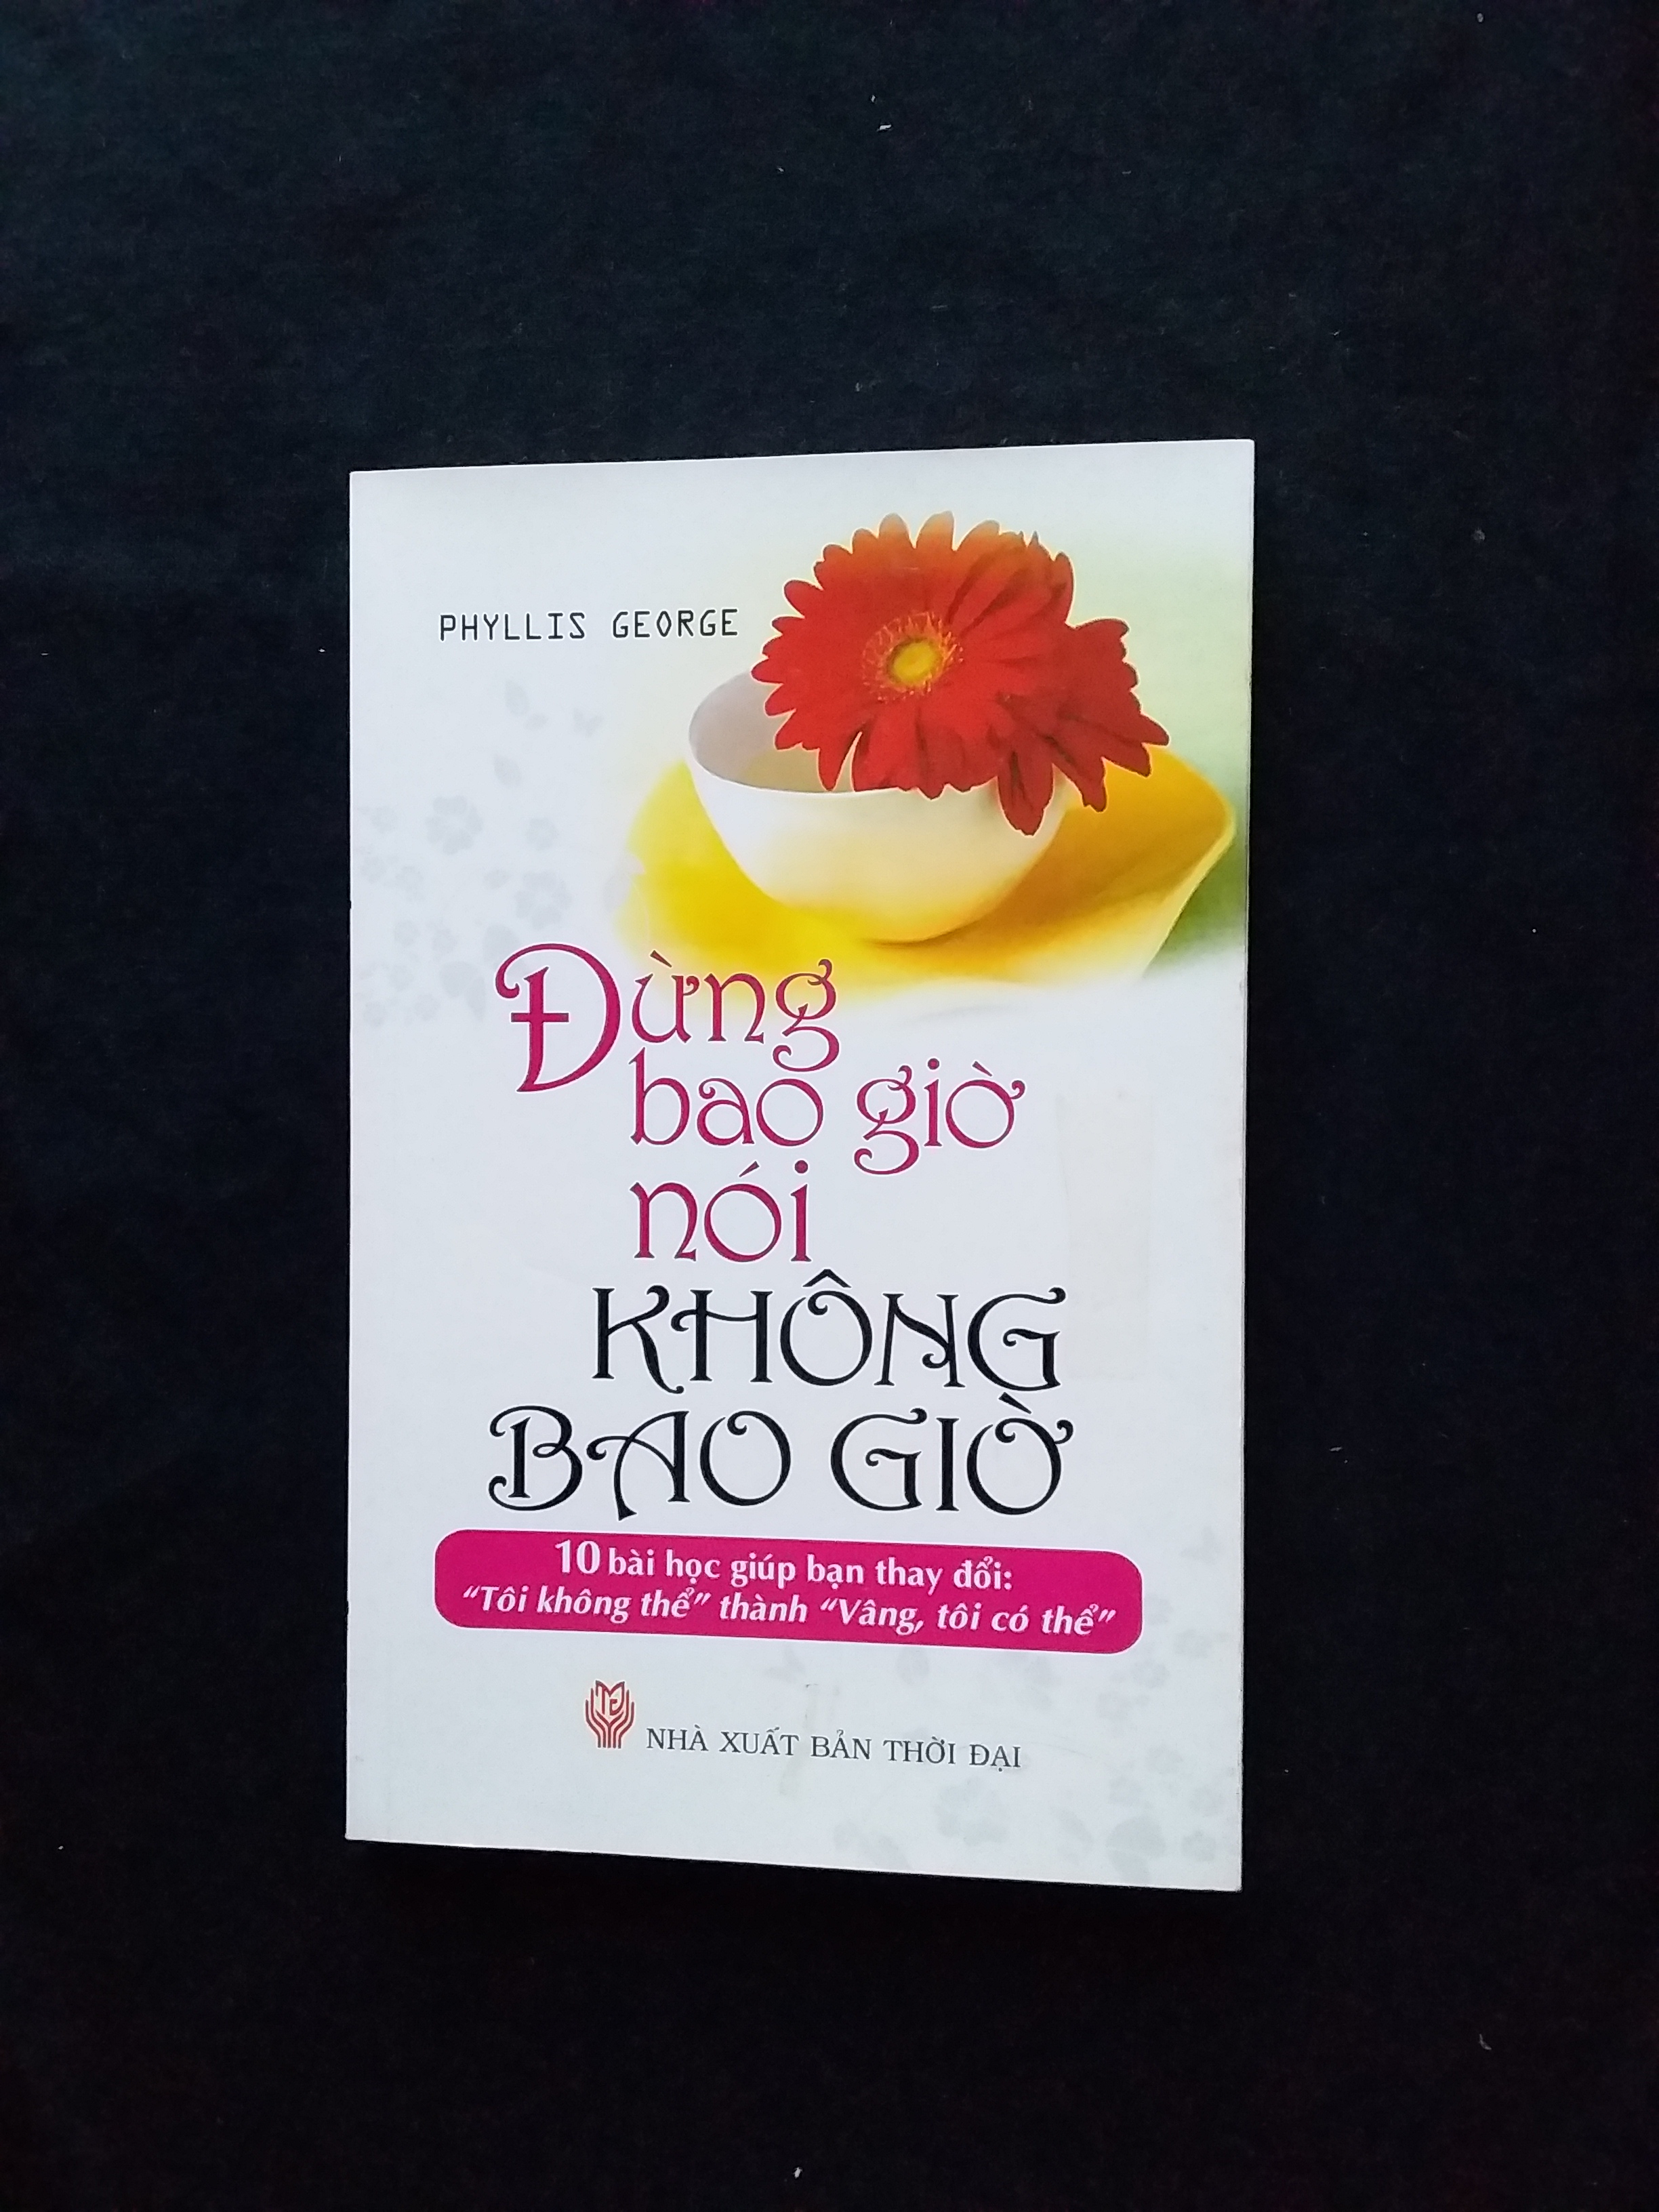 PHYLLIS GEORGE
Đừng
bao giờ
nói
KHÔNG
BAO GIỜ
10 bài học giúp bạn thay đổi:
“Tôi không thể” thành “Vâng, tôi có thể”
NHÀ XUẤT BẢN THỜI ĐẠI